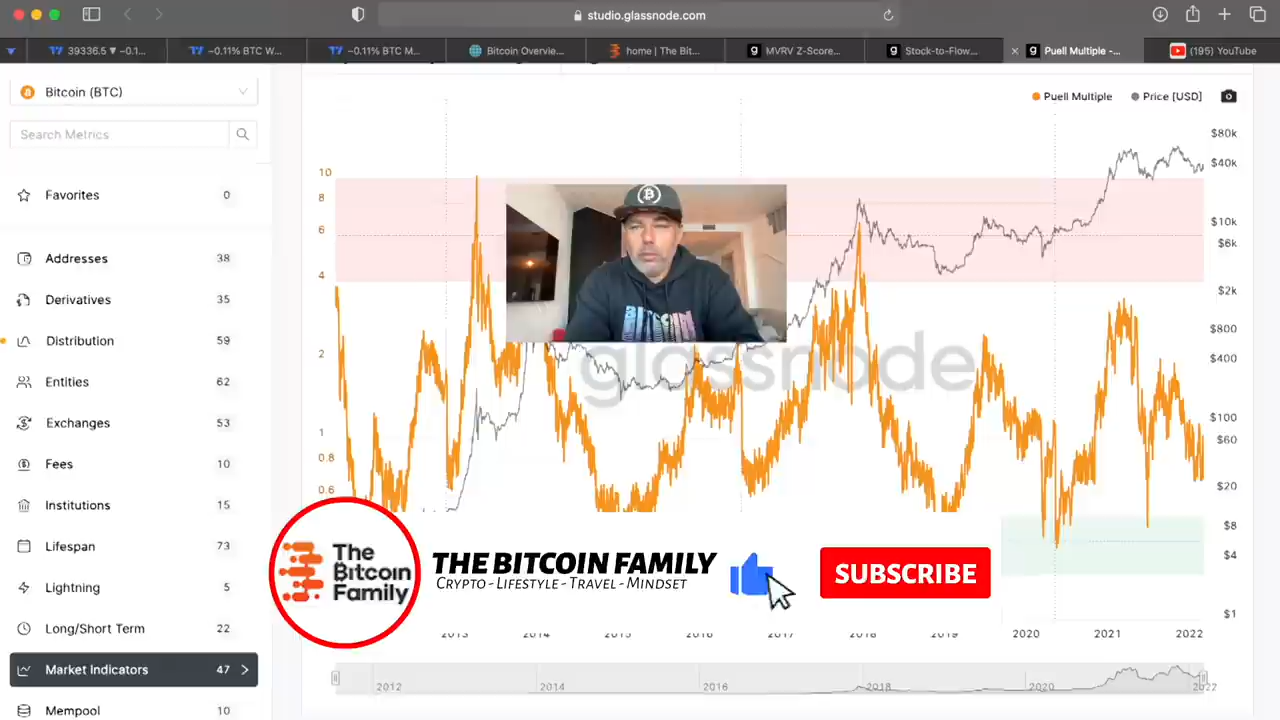 studio.glassnode.com
39336.5 ▼ −0.1...
−0.11% BTC W...
−0.11% BTC M...
Bitcoin Overvie...
home | The Bit...
MVRV Z-Score...
Stock-to-Flow...
Puell Multiple -...
(195) YouTube
Bitcoin (BTC)
Search Metrics
Favorites 0
Addresses 38
Derivatives 35
Distribution 59
Entities 62
Exchanges 53
Fees 10
Institutions 15
Lifespan 73
Lightning 5
Long/Short Term 22
Market Indicators 47
Mempool 10
Puell Multiple
Price [USD]
10
8
6
4
2
1
0.8
0.6
$80k
$40k
$10k
$6k
$2k
$800
$400
$100
$60
$20
$8
$4
$1
glassnode
BITCOIN
The
Bitcoin
Family
THE BITCOIN FAMILY
CRYPTO - LIFESTYLE - TRAVEL - MINDSET
SUBSCRIBE
2013 2014 2015 2016 2017 2018 2019 2020 2021 2022
2012 2014 2016 2018 2020 2022